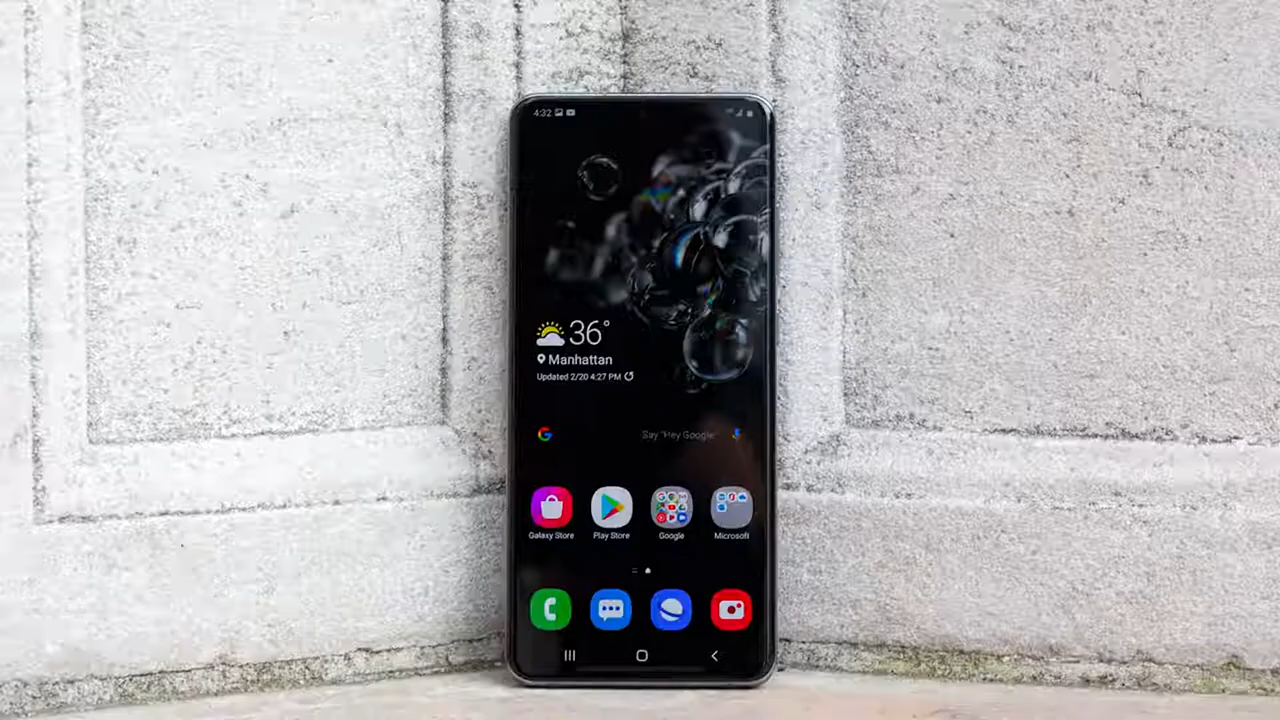 4:32
36°
Manhattan
Updated 2/20 4:27 PM
Say "Hey Google"
Galaxy Store
Play Store
Google
Microsoft